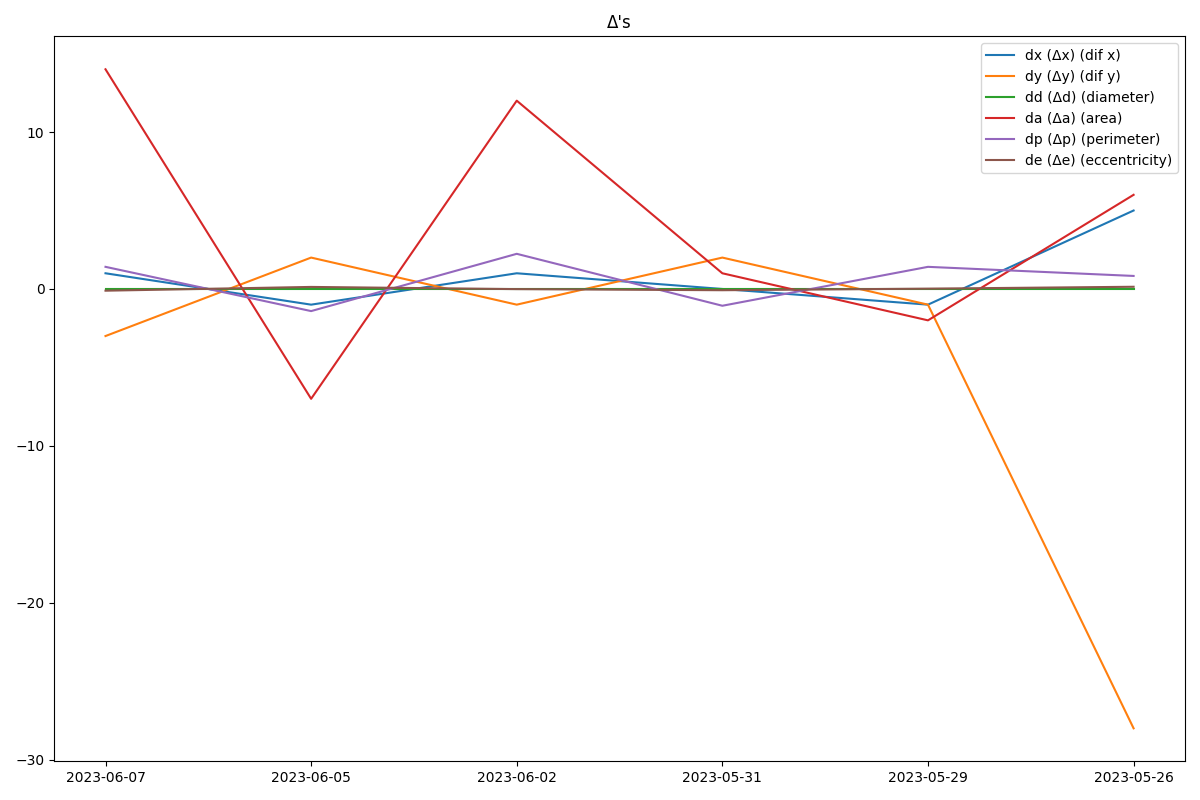 Δ's
dx (Δx) (dif x)
dy (Δy) (dif y)
dd (Δd) (diameter)
da (Δa) (area)
dp (Δp) (perimeter)
de (Δe) (eccentricity)
10
0
−10
−20
−30
2023-06-07 2023-06-05 2023-06-02 2023-05-31 2023-05-29 2023-05-26